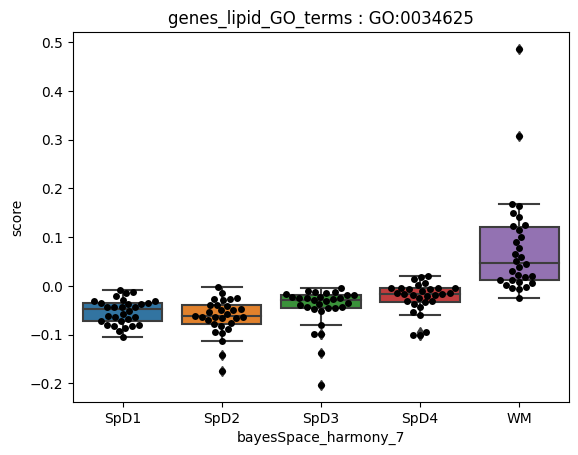 genes_lipid_GO_terms : GO:0034625
0.5
0.4
0.3
0.2
0.1
0.0
−0.1
−0.2
score
SpD1 SpD2 SpD3 SpD4 WM
bayesSpace_harmony_7